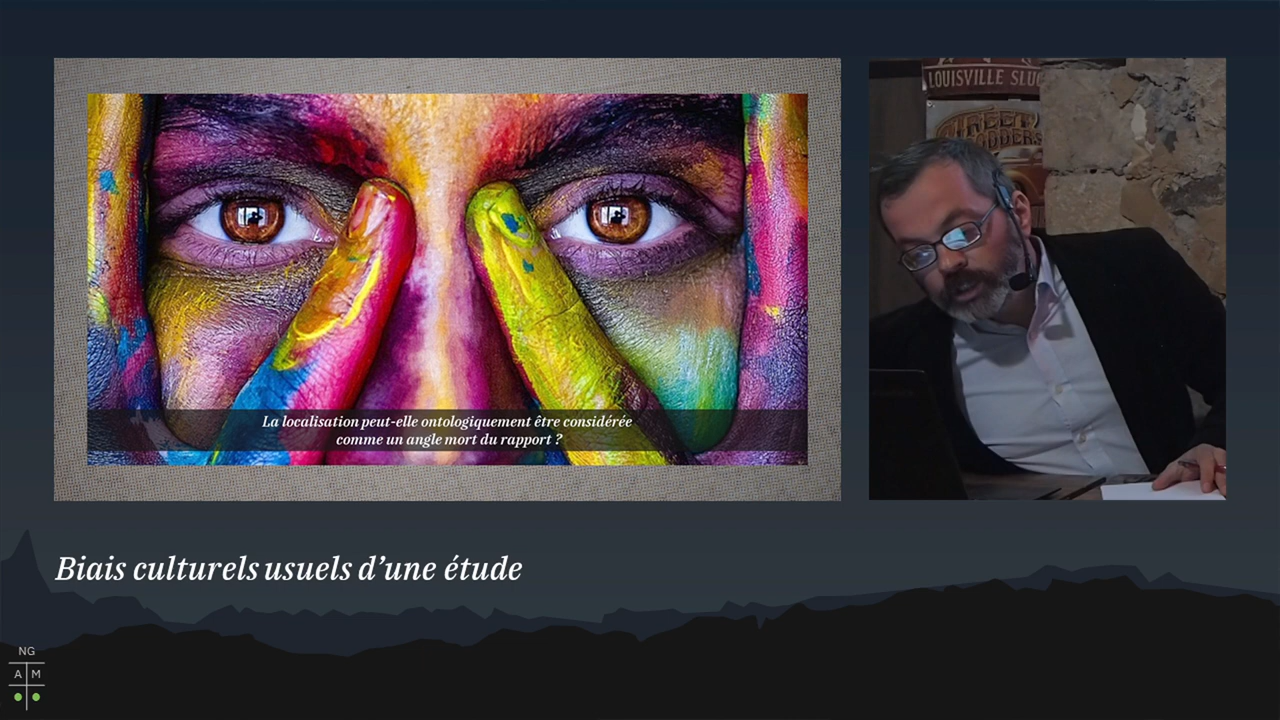 LOUISVILLE SLUG
La localisation peut-elle ontologiquement être considérée
comme un angle mort du rapport ?
Biais culturels usuels d’une étude
NG
A M